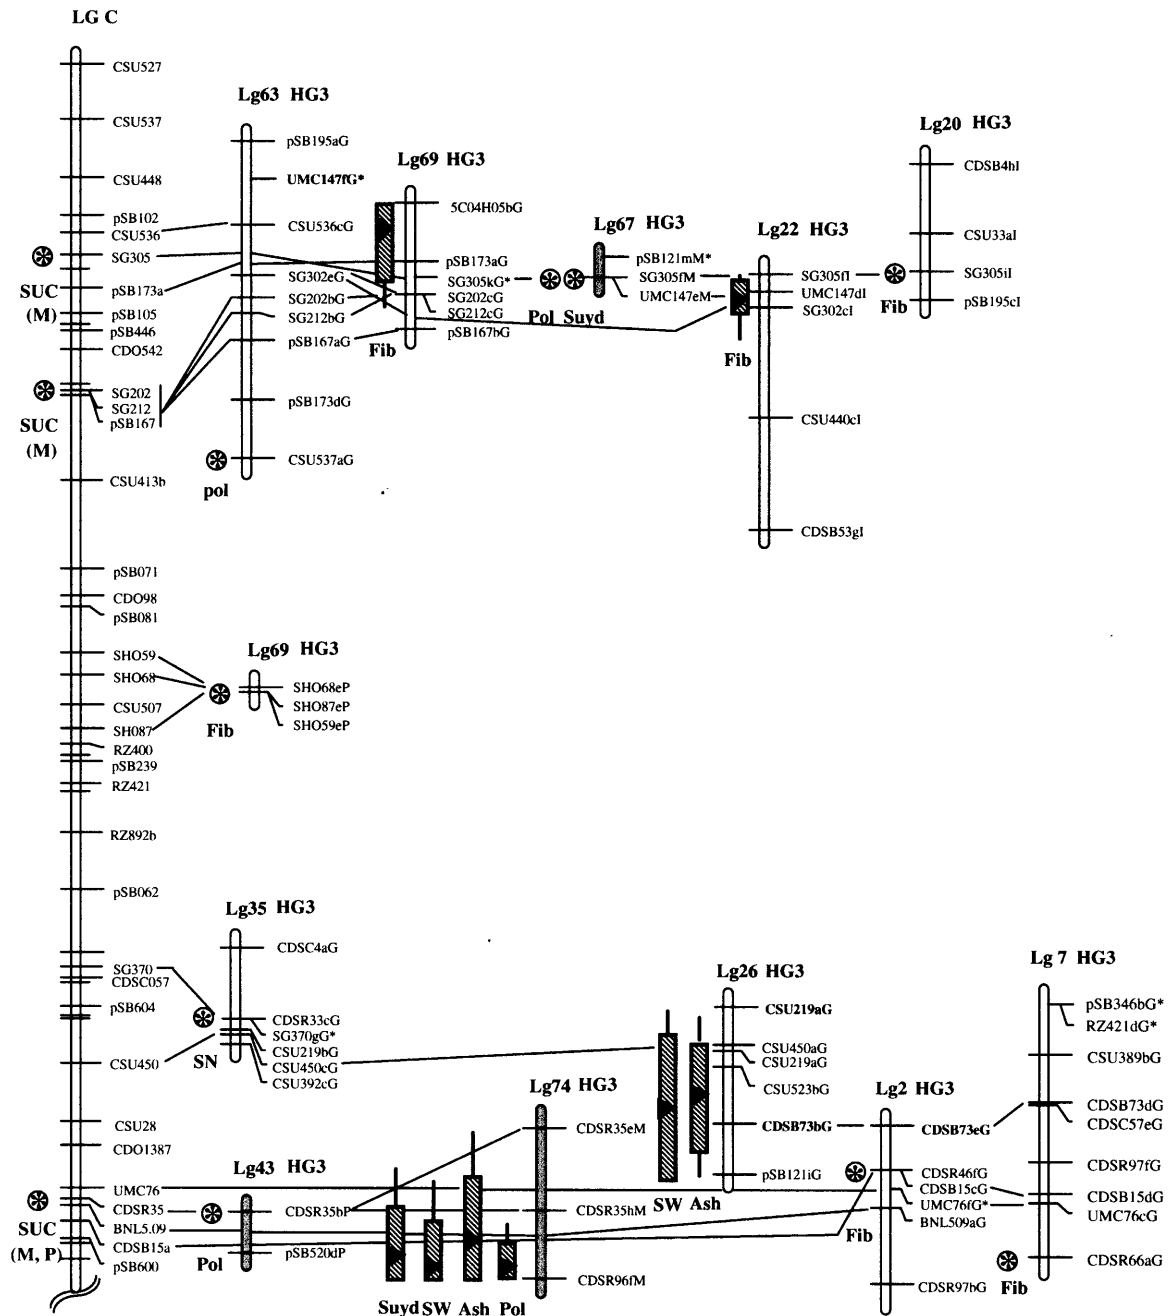 LG C
CSU527
CSU537
CSU448
pSB102
CSU536
SG305
SUC
(M)
pSB173a
pSB105
pSB446
CDO542
SG202
SG212
pSB167
SUC
(M)
CSU413b
pSB071
CDO98
pSB081
SHO59
SHO68
CSU507
SH087
RZ400
pSB239
RZ421
RZ892b
pSB062
SG370
CDSC057
pSB604
CSU450
CSU28
CDO1387
UMC76
CDSR35
BNL5.09
CDSB15a
pSB600
SUC
(M, P)
Lg63 HG3
pSB195aG
UMC147fG*
CSU536cG
SG302eG
SG202bG
SG212bG
pSB167aG
pSB173dG
CSU537aG
pol
Lg69 HG3
5C04H05bG
pSB173aG
SG305kG*
SG202cG
SG212cG
pSB167bG
Fib
Lg67 HG3
pSB121mM*
SG305fM
UMC147eM
Pol Suyd
Lg22 HG3
SG305fI
UMC147dI
SG302cI
CSU440cI
CDSB53gI
Fib
Lg20 HG3
CDSB4hI
CSU33aI
SG305iI
pSB195cI
Fib
Lg69 HG3
SHO68eP
SHO87eP
SHO59eP
Fib
Lg35 HG3
CDSC4aG
CDSR33cG
SG370gG*
CSU219bG
CSU450cG
CSU392cG
SN
Lg43 HG3
CDSR35bP
pSB520dP
Pol
Lg74 HG3
CDSR35eM
CDSR35hM
CDSR96fM
Suyd SW Ash Pol
Lg26 HG3
CSU219aG
CSU450aG
CSU219aG
CSU523bG
CDSB73bG
pSB121iG
SW Ash
Lg2 HG3
CDSB73eG
CDSR46fG
CDSB15cG
UMC76fG*
BNL509aG
CDSR97bG
Fib
Lg 7 HG3
pSB346bG*
RZ421dG*
CSU389bG
CDSB73dG
CDSC57eG
CDSR97fG
CDSB15dG
UMC76cG
CDSR66aG
Fib